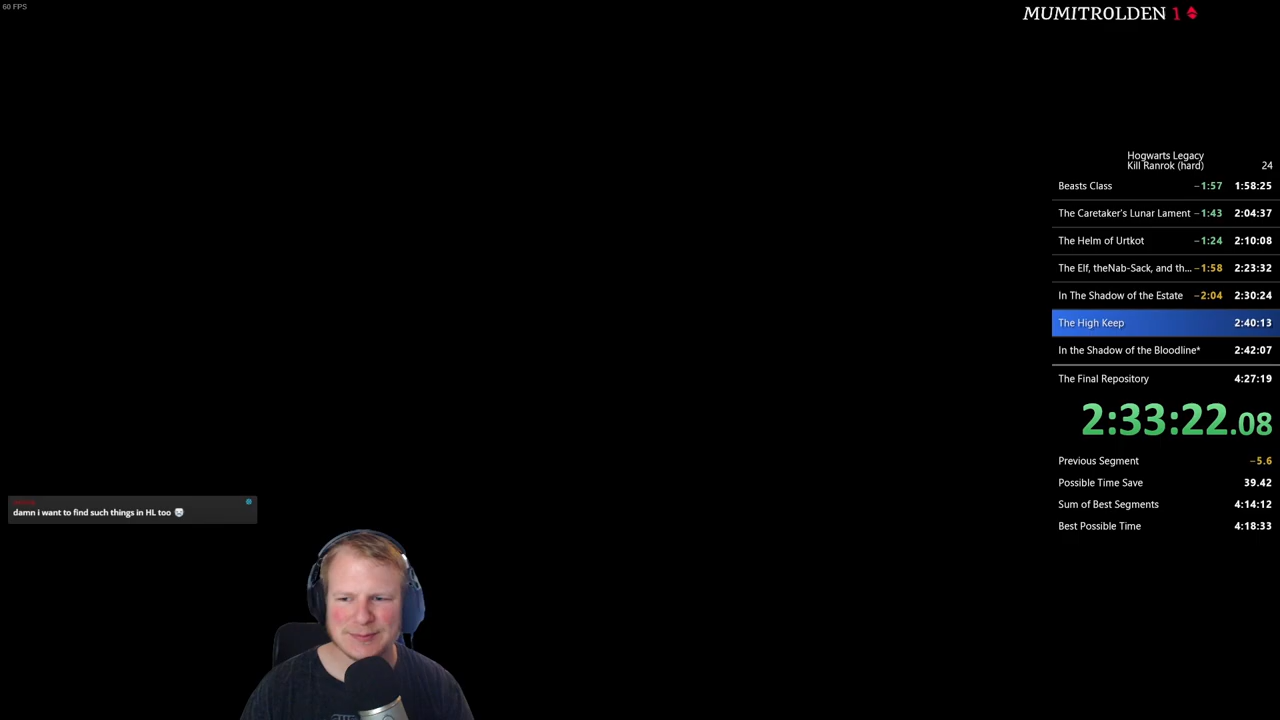 60 FPS
MUMITROLDEN 1
Hogwarts Legacy
Kill Ranrok (hard) 24
Beasts Class −1:57 1:58:25
The Caretaker's Lunar Lament −1:43 2:04:37
The Helm of Urtkot −1:24 2:10:08
The Elf, theNab-Sack, and th... −1:58 2:23:32
In The Shadow of the Estate −2:04 2:30:24
The High Keep 2:40:13
In the Shadow of the Bloodline* 2:42:07
The Final Repository 4:27:19
2:33:22.08
Previous Segment −5.6
Possible Time Save 39.42
Sum of Best Segments 4:14:12
Best Possible Time 4:18:33
damn i want to find such things in HL too